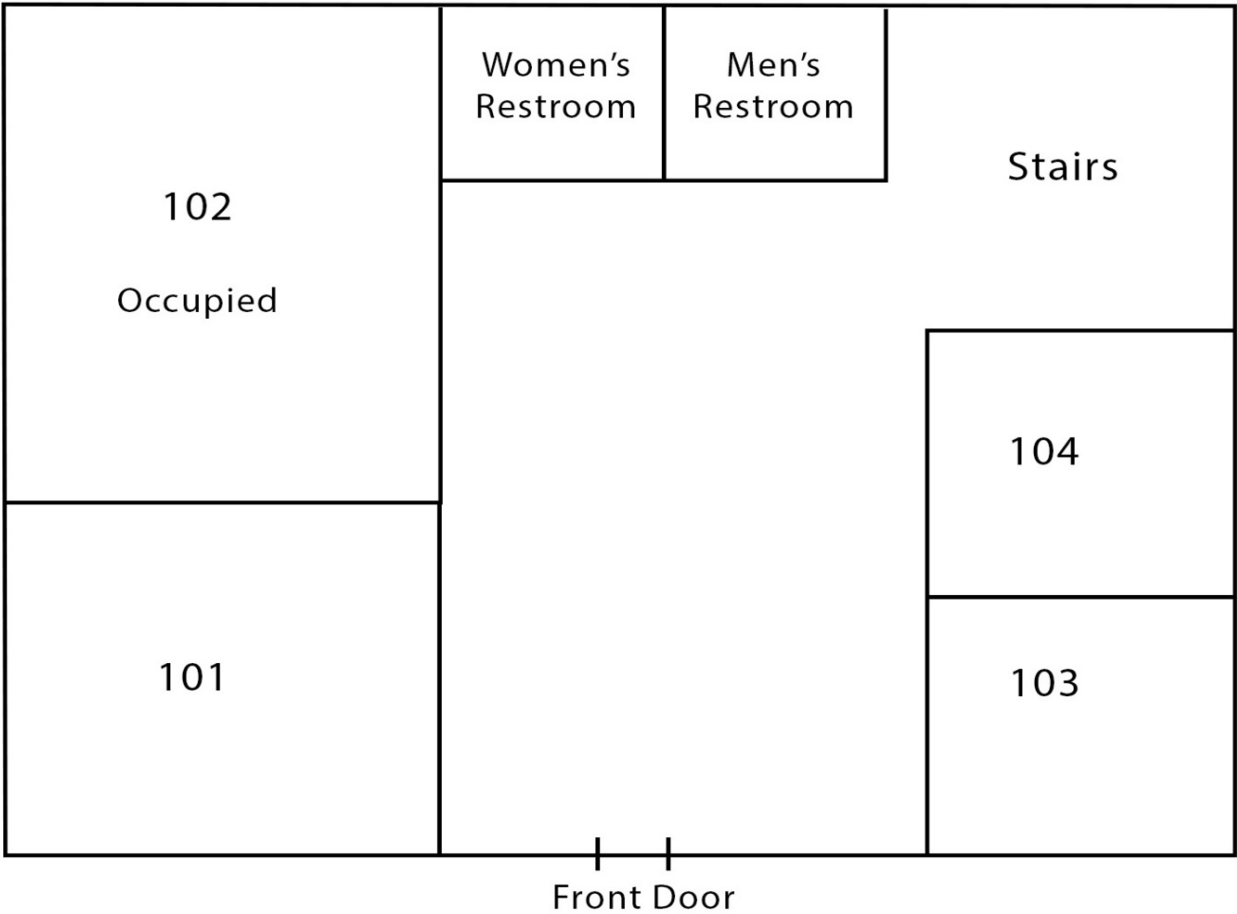 Women’s
Restroom
Men’s
Restroom
Stairs
102
Occupied
104
101
103
Front Door